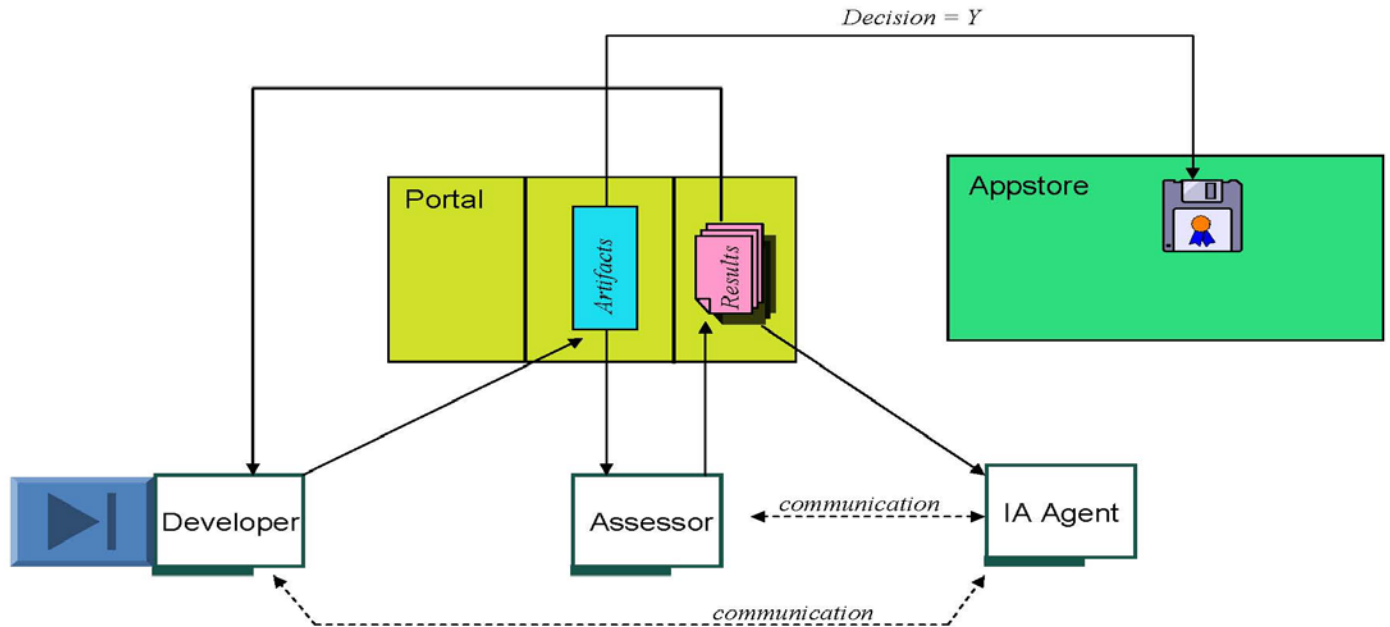 Decision = Y
Portal
Appstore
Artifacts
Results
Developer
Assessor
communication
IA Agent
communication